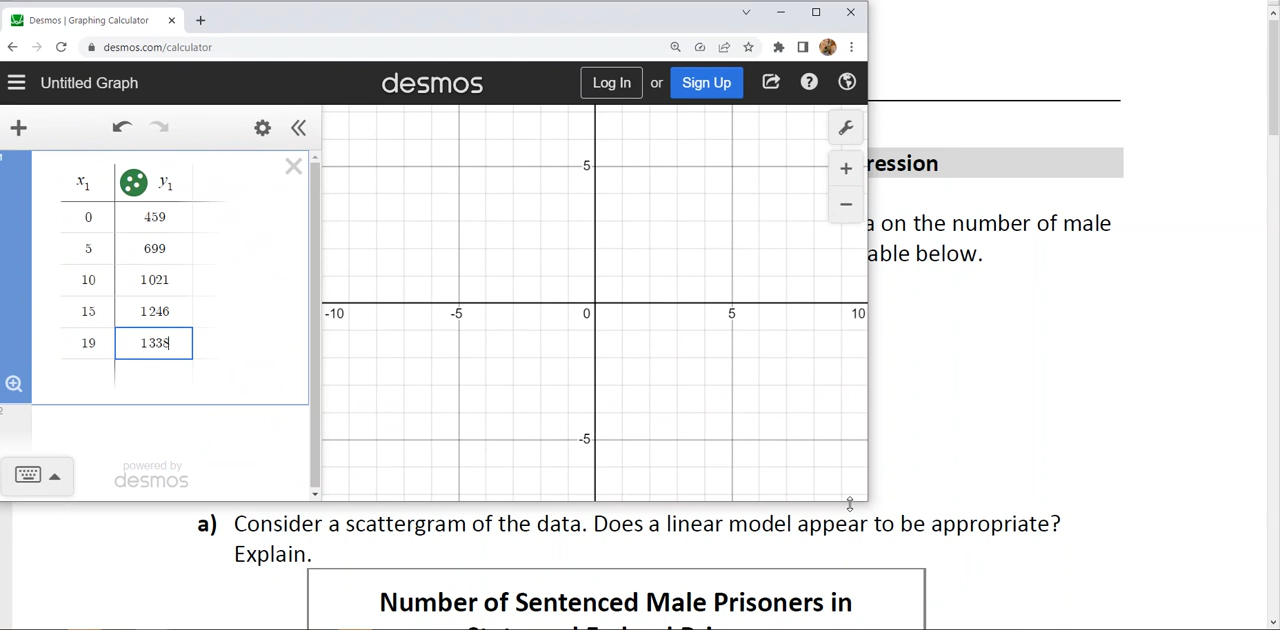 Desmos | Graphing Calculator
desmos.com/calculator
Untitled Graph
desmos
Log In or Sign Up
1
x1 y1
0 459
5 699
10 1021
15 1246
19 1338
2
powered by
desmos
5
-10 -5 0 5 10
-5
ression
a on the number of male
able below.
a) Consider a scattergram of the data. Does a linear model appear to be appropriate?
Explain.
Number of Sentenced Male Prisoners in